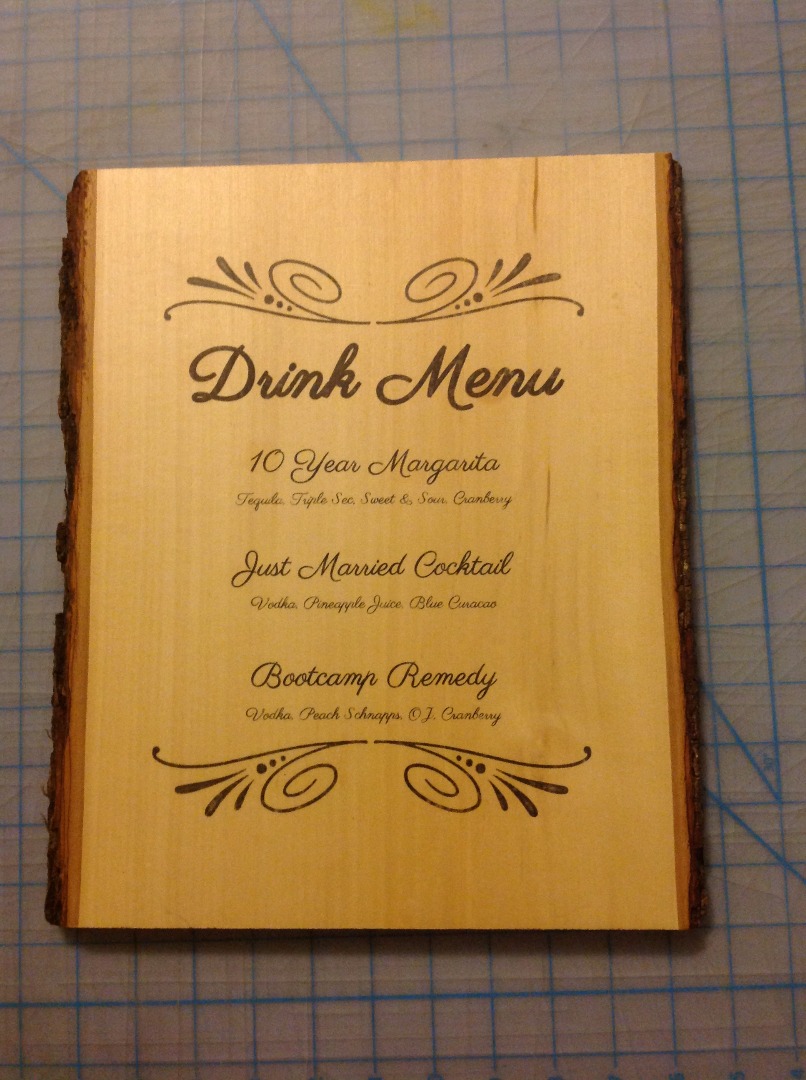 Drink Menu
10 Year Margarita
Tequila, Triple Sec, Sweet & Sour, Cranberry
Just Married Cocktail
Vodka, Pineapple Juice, Blue Curacao
Bootcamp Remedy
Vodka, Peach Schnapps, OJ, Cranberry